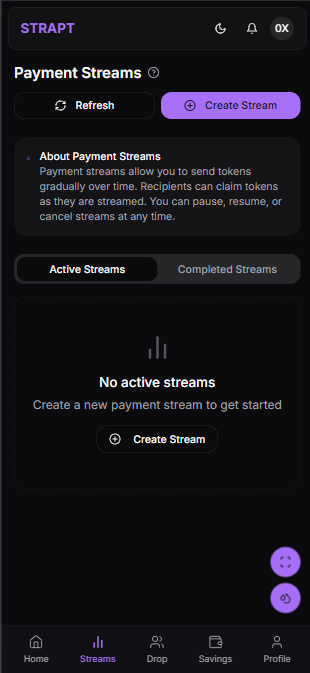 STRAPT
0X
Payment Streams
Refresh
Create Stream
About Payment Streams
Payment streams allow you to send tokens
gradually over time. Recipients can claim tokens
as they are streamed. You can pause, resume, or
cancel streams at any time.
Active Streams
Completed Streams
No active streams
Create a new payment stream to get started
Create Stream
Home
Streams
Drop
Savings
Profile